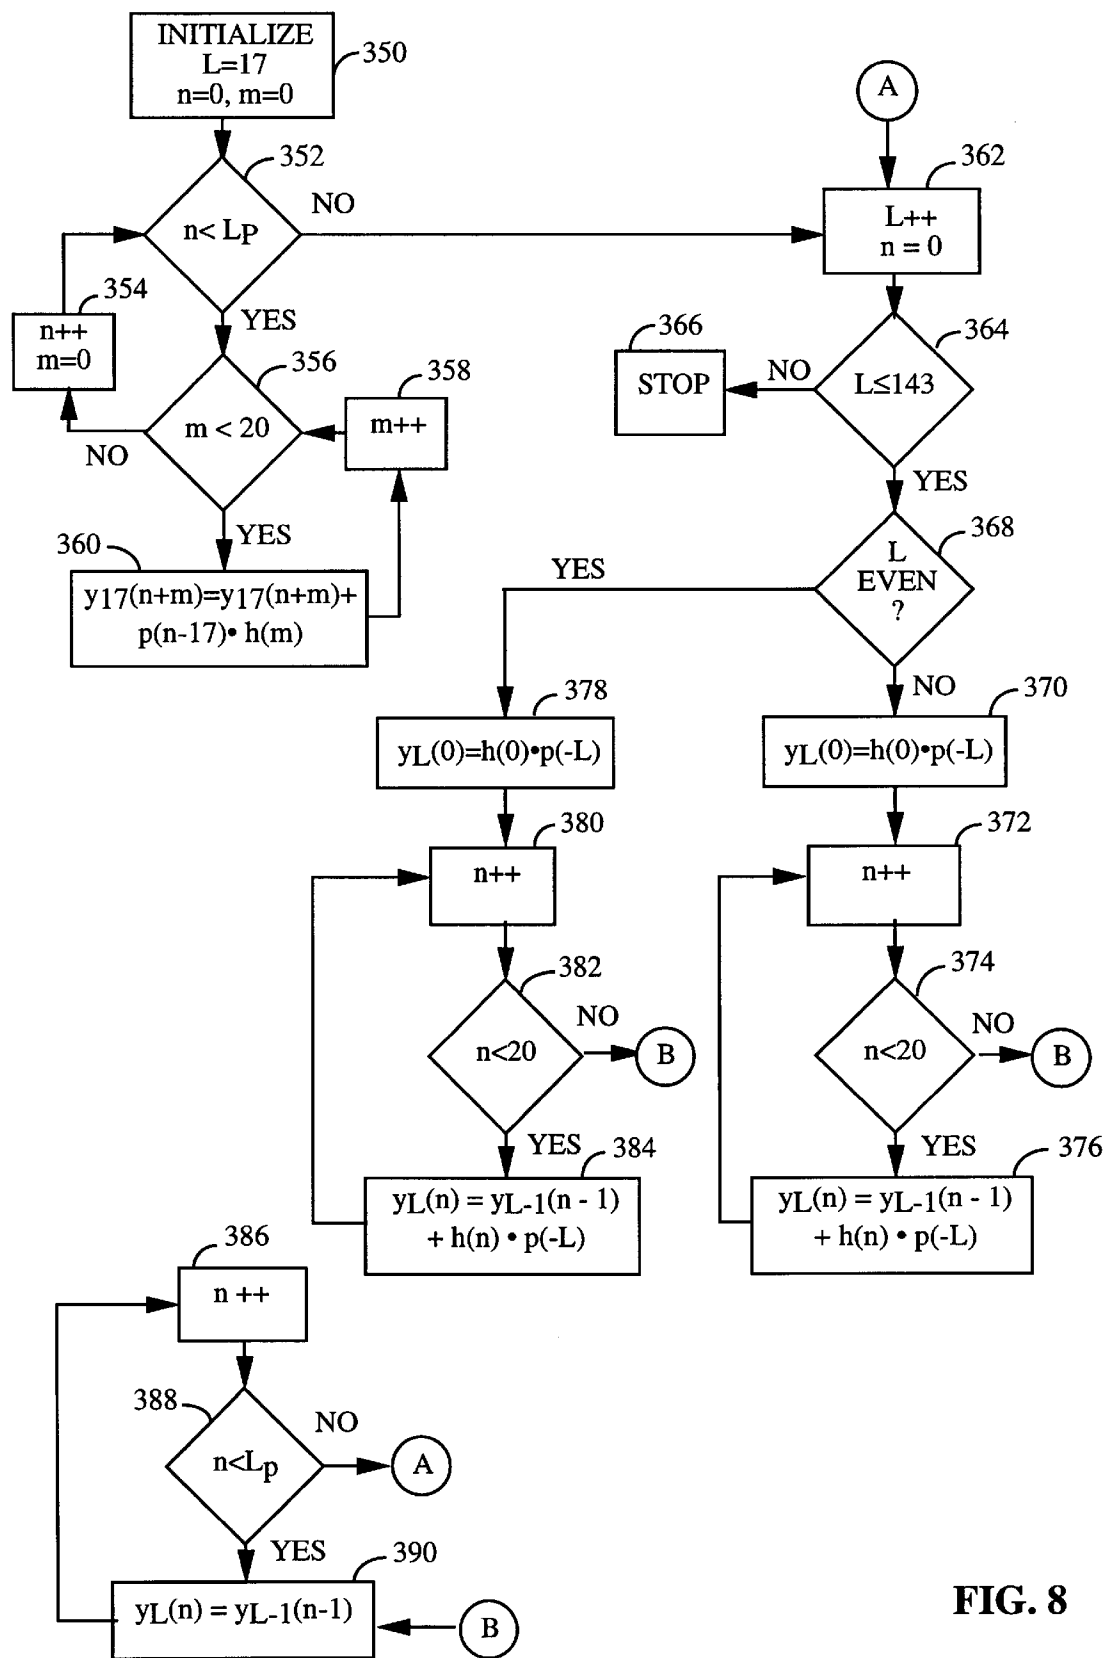 INITIALIZE
L=17
n=0, m=0
350
352
n< LP
NO
354
n++
m=0
YES
356
m < 20
NO
358
m++
YES
360
y17(n+m)=y17(n+m)+
p(n-17)• h(m)
A
362
L++
n = 0
364
L≤143
NO
366
STOP
YES
368
L
EVEN
?
YES
NO
378
yL(0)=h(0)•p(-L)
370
yL(0)=h(0)•p(-L)
380
n++
372
n++
382
n<20
NO
B
374
n<20
NO
B
YES
384
yL(n) = yL-1(n - 1)
+ h(n) • p(-L)
YES
376
yL(n) = yL-1(n - 1)
+ h(n) • p(-L)
386
n ++
388
n<Lp
NO
A
YES
390
yL(n) = yL-1(n-1)
B
FIG. 8